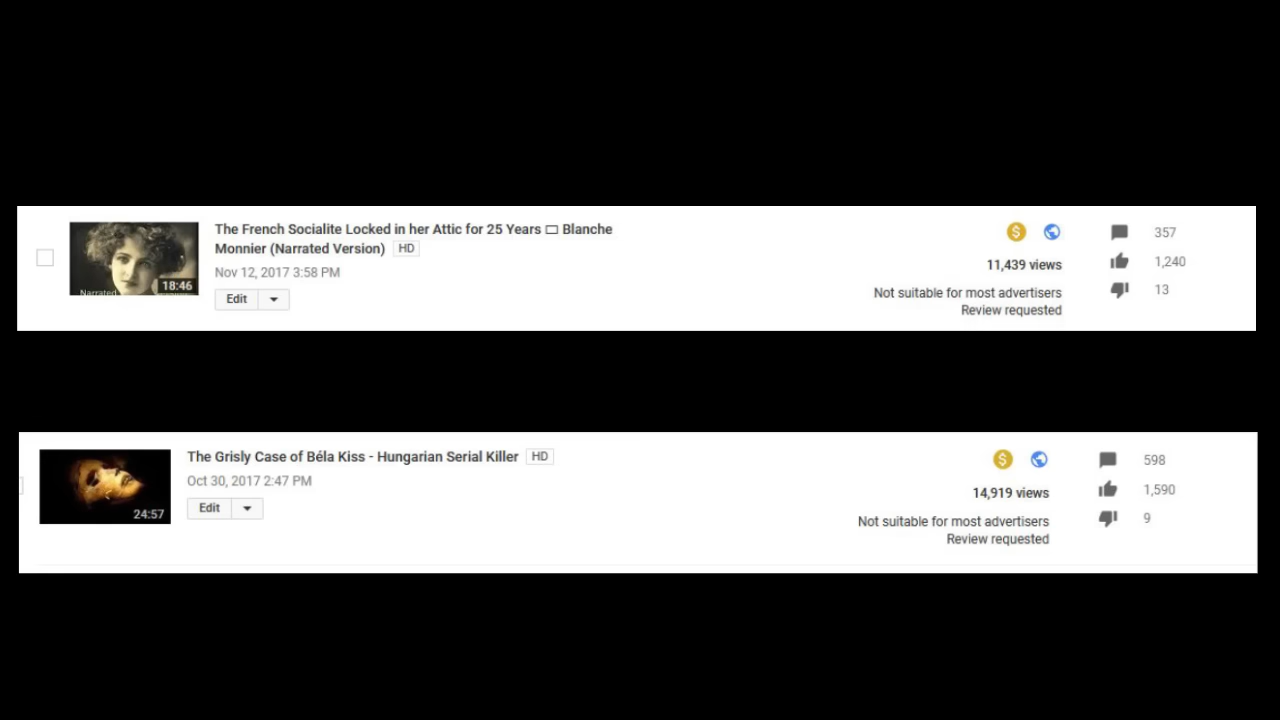 The French Socialite Locked in her Attic for 25 Years □ Blanche
Monnier (Narrated Version) HD
Nov 12, 2017 3:58 PM
Edit
Narrated
18:46
$
11,439 views
Not suitable for most advertisers
Review requested
357
1,240
13
The Grisly Case of Béla Kiss - Hungarian Serial Killer HD
Oct 30, 2017 2:47 PM
Edit
24:57
$
14,919 views
Not suitable for most advertisers
Review requested
598
1,590
9